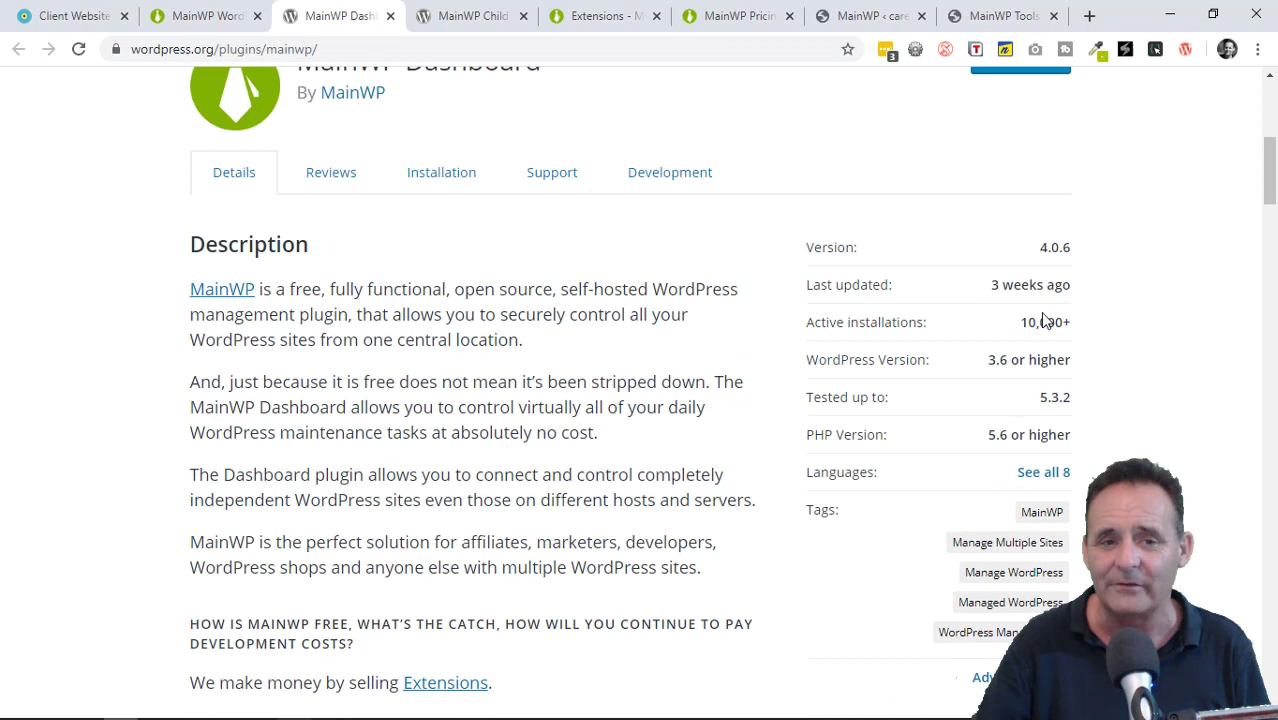 Client Website
MainWP Word
MainWP Dash
MainWP Child
Extensions - M
MainWP Pricin
MainWP ‹ care
MainWP Tools
wordpress.org/plugins/mainwp/
3
MainWP Dashboard
By MainWP
Details
Reviews
Installation
Support
Development
Description
MainWP is a free, fully functional, open source, self-hosted WordPress
management plugin, that allows you to securely control all your
WordPress sites from one central location.
And, just because it is free does not mean it’s been stripped down. The
MainWP Dashboard allows you to control virtually all of your daily
WordPress maintenance tasks at absolutely no cost.
The Dashboard plugin allows you to connect and control completely
independent WordPress sites even those on different hosts and servers.
MainWP is the perfect solution for affiliates, marketers, developers,
WordPress shops and anyone else with multiple WordPress sites.
HOW IS MAINWP FREE, WHAT’S THE CATCH, HOW WILL YOU CONTINUE TO PAY
DEVELOPMENT COSTS?
We make money by selling Extensions.
Version: 4.0.6
Last updated: 3 weeks ago
Active installations: 10,000+
WordPress Version: 3.6 or higher
Tested up to: 5.3.2
PHP Version: 5.6 or higher
Languages: See all 8
Tags: MainWP
Manage Multiple Sites
Manage WordPress
Managed WordPress
WordPress Man
Adv